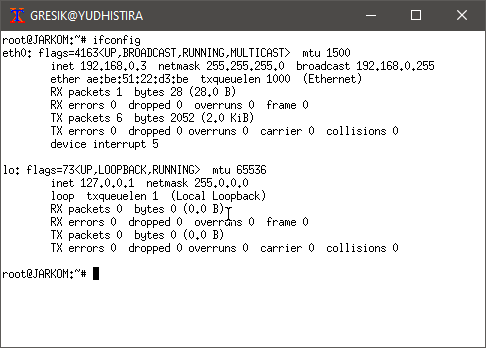 GRESIK@YUDHISTIRA
root@JARKOM:~# ifconfig
eth0: flags=4163<UP,BROADCAST,RUNNING,MULTICAST>  mtu 1500
        inet 192.168.0.3  netmask 255.255.255.0  broadcast 192.168.0.255
        ether ae:be:51:22:d3:be  txqueuelen 1000  (Ethernet)
        RX packets 1  bytes 28 (28.0 B)
        RX errors 0  dropped 0  overruns 0  frame 0
        TX packets 6  bytes 2052 (2.0 KiB)
        TX errors 0  dropped 0 overruns 0  carrier 0  collisions 0
        device interrupt 5
lo: flags=73<UP,LOOPBACK,RUNNING>  mtu 65536
        inet 127.0.0.1  netmask 255.0.0.0
        loop  txqueuelen 1  (Local Loopback)
        RX packets 0  bytes 0 (0.0 B)
        RX errors 0  dropped 0  overruns 0  frame 0
        TX packets 0  bytes 0 (0.0 B)
        TX errors 0  dropped 0 overruns 0  carrier 0  collisions 0
root@JARKOM:~#